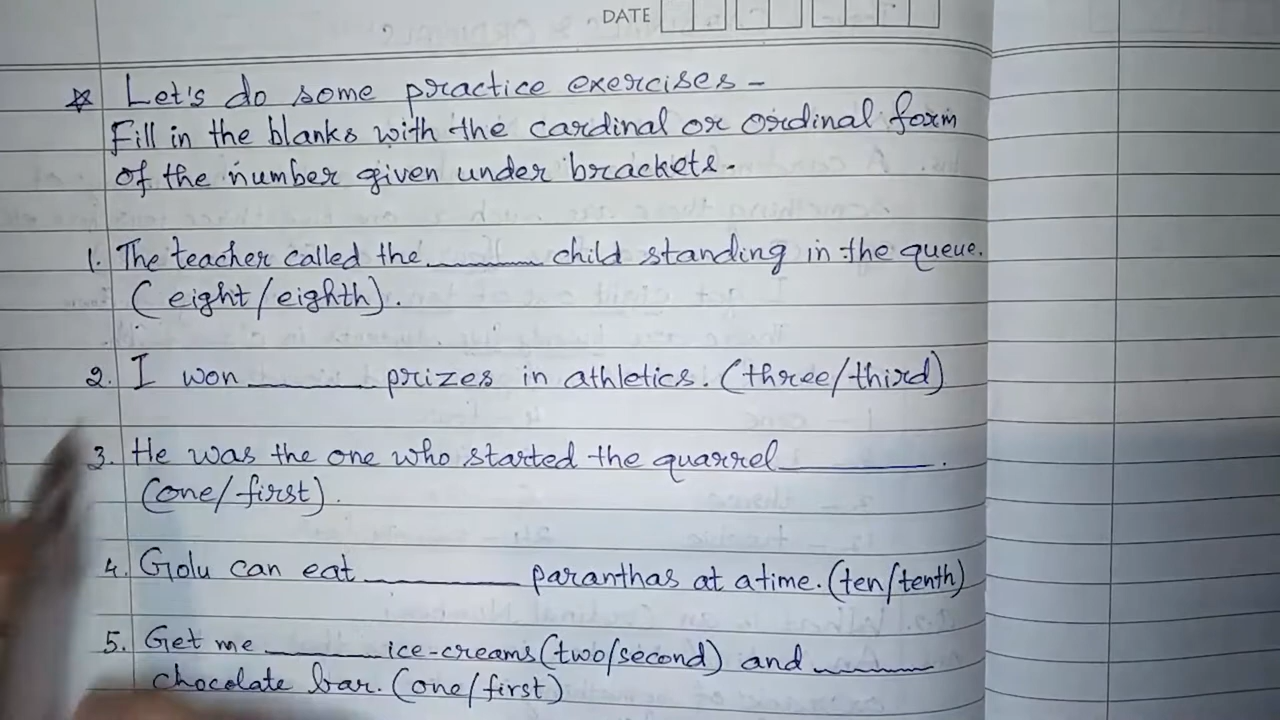 DATE
☆ Let's do some practice exercises -
Fill in the blanks with the cardinal or ordinal form
of the number given under brackets.
1. The teacher called the ______ child standing in the queue.
(eight/eighth).
2. I won ______ prizes in athletics. (three/third)
3. He was the one who started the quarrel ______.
(one/first).
4. Golu can eat ______ paranthas at a time. (ten/tenth)
5. Get me ______ ice-creams (two/second) and ______
chocolate bar. (one/first)